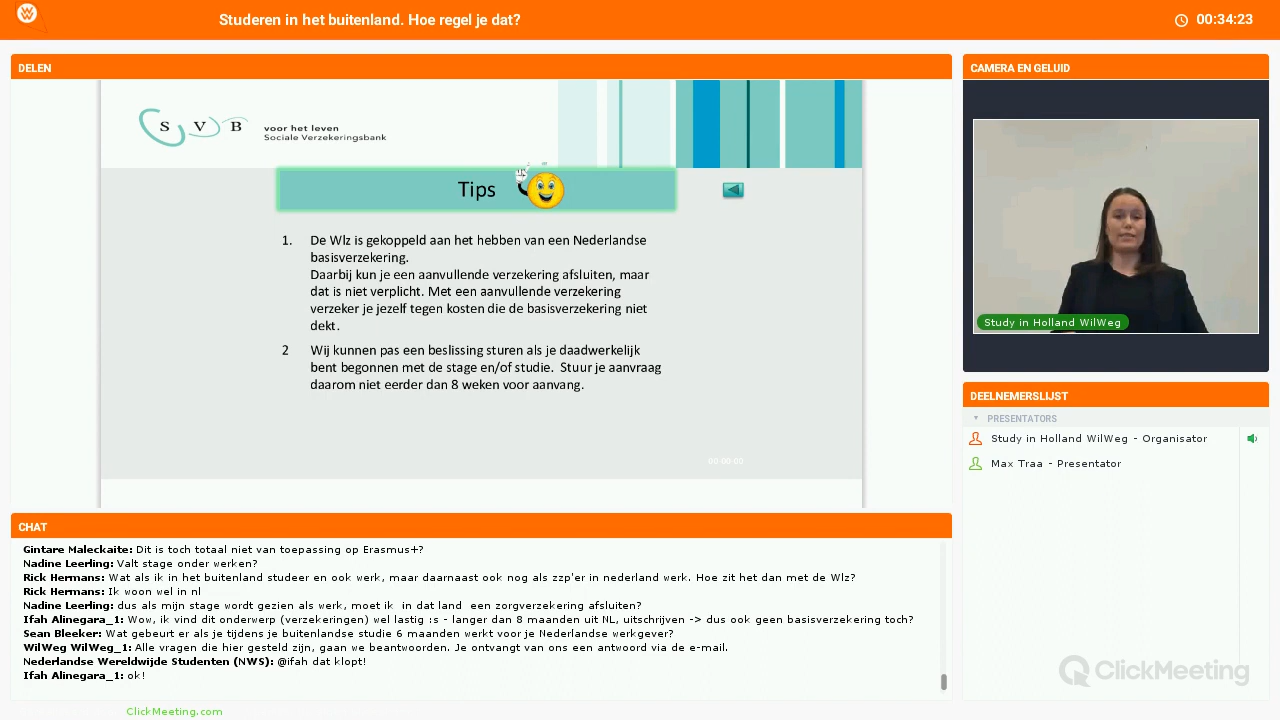 Studeren in het buitenland. Hoe regel je dat?
00:34:23
DELEN
S V B
voor het leven
Sociale Verzekeringsbank
Tips
1. De Wlz is gekoppeld aan het hebben van een Nederlandse
basisverzekering.
Daarbij kun je een aanvullende verzekering afsluiten, maar
dat is niet verplicht. Met een aanvullende verzekering
verzeker je jezelf tegen kosten die de basisverzekering niet
dekt.
2 Wij kunnen pas een beslissing sturen als je daadwerkelijk
bent begonnen met de stage en/of studie. Stuur je aanvraag
daarom niet eerder dan 8 weken voor aanvang.
00:00:00
CAMERA EN GELUID
Study in Holland WilWeg
DEELNEMERSLIJST
PRESENTATORS
Study in Holland WilWeg - Organisator
Max Traa - Presentator
CHAT
Gintare Maleckaite: Dit is toch totaal niet van toepassing op Erasmus+?
Nadine Leerling: Valt stage onder werken?
Rick Hermans: Wat als ik in het buitenland studeer en ook werk, maar daarnaast ook nog als zzp'er in nederland werk. Hoe zit het dan met de Wlz?
Rick Hermans: Ik woon wel in nl
Nadine Leerling: dus als mijn stage wordt gezien als werk, moet ik in dat land een zorgverzekering afsluiten?
Ifah Alinegara_1: Wow, ik vind dit onderwerp (verzekeringen) wel lastig :s - langer dan 8 maanden uit NL, uitschrijven -> dus ook geen basisverzekering toch?
Sean Bleeker: Wat gebeurt er als je tijdens je buitenlandse studie 6 maanden werkt voor je Nederlandse werkgever?
WilWeg WilWeg_1: Alle vragen die hier gesteld zijn, gaan we beantwoorden. Je ontvangt van ons een antwoord via de e-mail.
Nederlandse Wereldwijde Studenten (NWS): @ifah dat klopt!
Ifah Alinegara_1: ok!
ClickMeeting
ClickMeeting.com